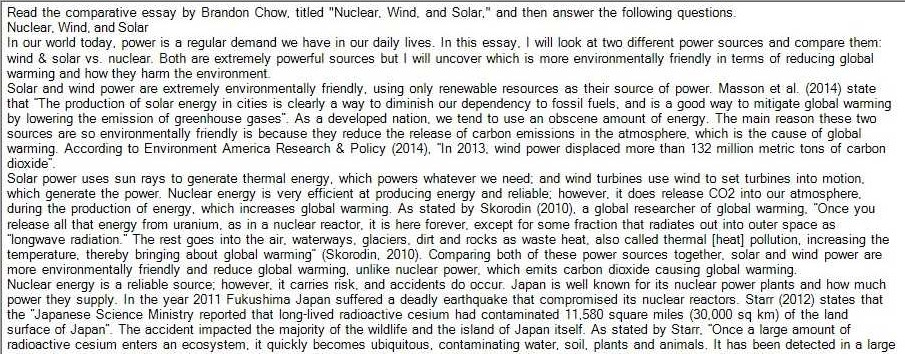 Read the comparative essay by Brandon Chow, titled "Nuclear, Wind, and Solar," and then answer the following questions.
Nuclear, Wind, and Solar
In our world today, power is a regular demand we have in our daily lives. In this essay, I will look at two different power sources and compare them:
wind & solar vs. nuclear. Both are extremely powerful sources but I will uncover which is more environmentally friendly in terms of reducing global
warming and how they harm the environment.
Solar and wind power are extremely environmentally friendly, using only renewable resources as their source of power. Masson et al. (2014) state
that “The production of solar energy in cities is clearly a way to diminish our dependency to fossil fuels, and is a good way to mitigate global warming
by lowering the emission of greenhouse gases”. As a developed nation, we tend to use an obscene amount of energy. The main reason these two
sources are so environmentally friendly is because they reduce the release of carbon emissions in the atmosphere, which is the cause of global
warming. According to Environment America Research & Policy (2014), “In 2013, wind power displaced more than 132 million metric tons of carbon
dioxide”.
Solar power uses sun rays to generate thermal energy, which powers whatever we need; and wind turbines use wind to set turbines into motion,
which generate the power. Nuclear energy is very efficient at producing energy and reliable; however, it does release CO2 into our atmosphere,
during the production of energy, which increases global warming. As stated by Skorodin (2010), a global researcher of global warming, “Once you
release all that energy from uranium, as in a nuclear reactor, it is here forever, except for some fraction that radiates out into outer space as
“longwave radiation.” The rest goes into the air, waterways, glaciers, dirt and rocks as waste heat, also called thermal [heat] pollution, increasing the
temperature, thereby bringing about global warming” (Skorodin, 2010). Comparing both of these power sources together, solar and wind power are
more environmentally friendly and reduce global warming, unlike nuclear power, which emits carbon dioxide causing global warming.
Nuclear energy is a reliable source; however, it carries risk, and accidents do occur. Japan is well known for its nuclear power plants and how much
power they supply. In the year 2011 Fukushima Japan suffered a deadly earthquake that compromised its nuclear reactors. Starr (2012) states that
the “Japanese Science Ministry reported that long-lived radioactive cesium had contaminated 11,580 square miles (30,000 sq km) of the land
surface of Japan”. The accident impacted the majority of the wildlife and the island of Japan itself. As stated by Starr, “Once a large amount of
radioactive cesium enters an ecosystem, it quickly becomes ubiquitous, contaminating water, soil, plants and animals. It has been detected in a large